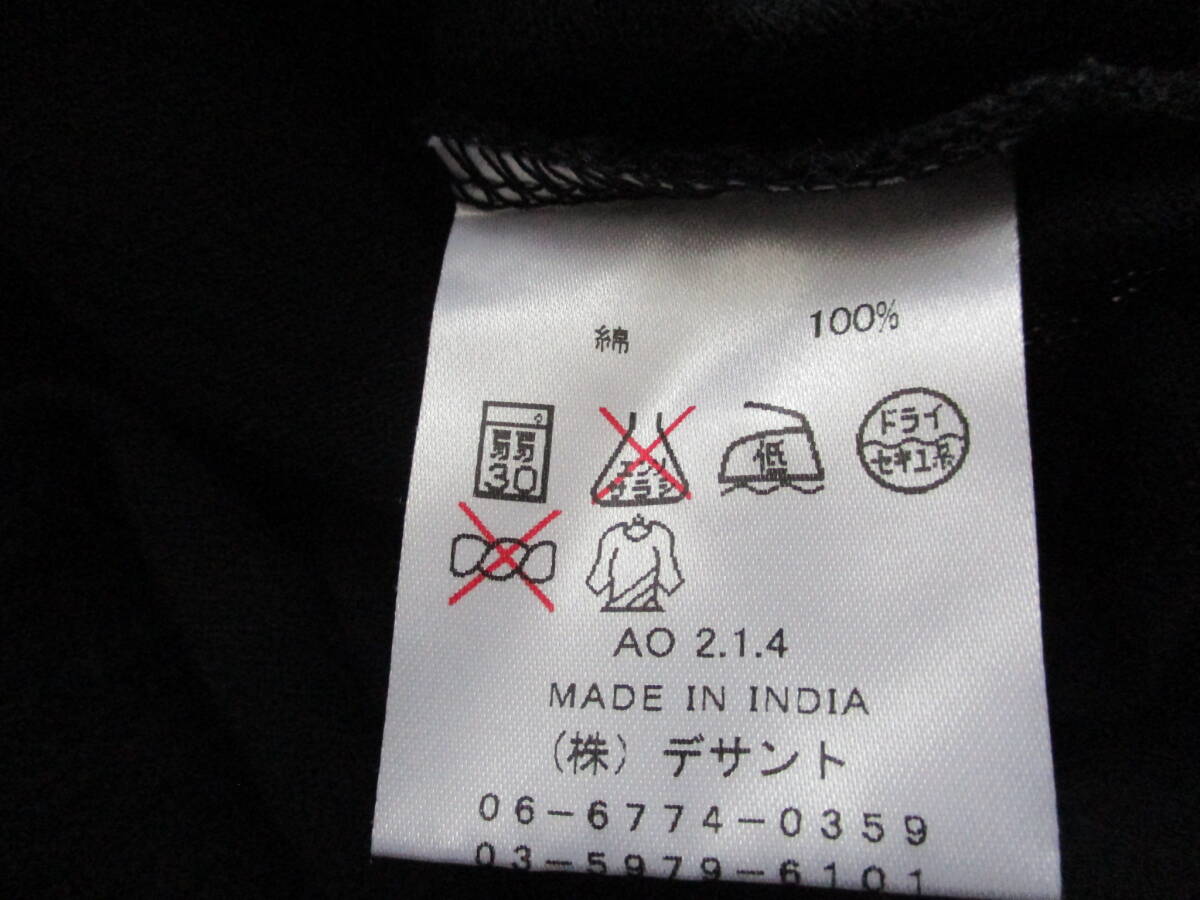 綿 100%
弱 30 エンソ サラシ 低 ドライ セキユ系
AO 2.1.4
MADE IN INDIA
(株) デサント
06-6774-0359
03-5979-6101